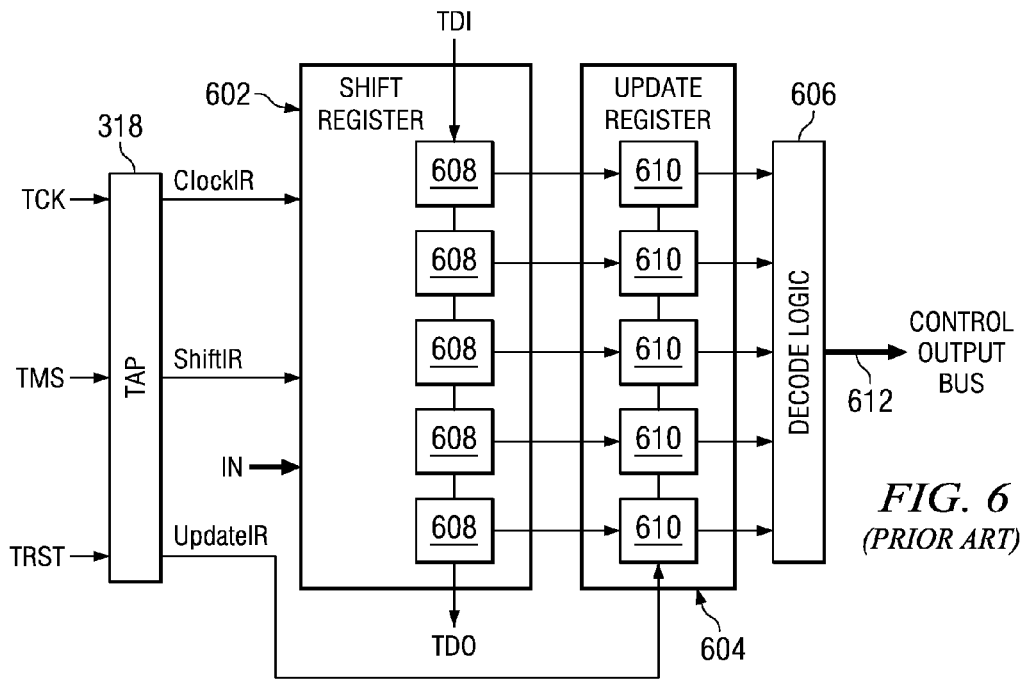 TDI
602
SHIFT
REGISTER
UPDATE
REGISTER
606
318
TCK
ClockIR
608
610
608
610
TMS
TAP
ShiftIR
608
610
DECODE LOGIC
CONTROL
OUTPUT
BUS
612
IN
608
610
TRST
UpdateIR
608
610
FIG. 6
(PRIOR ART)
TDO
604